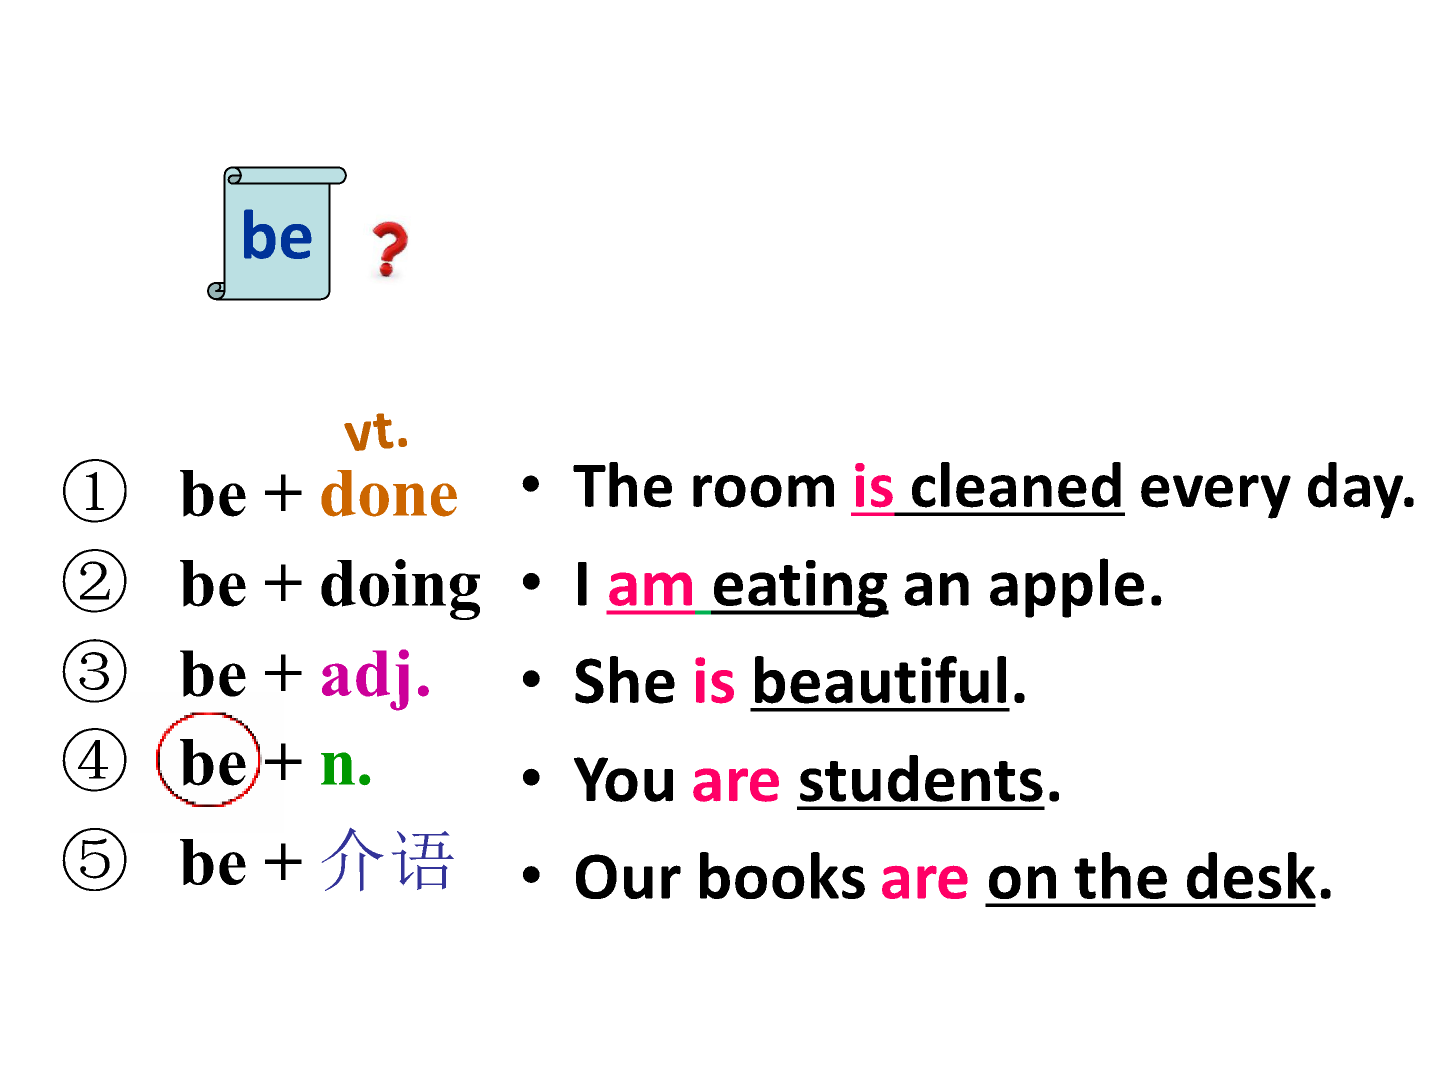 be ?
vt.
① be + done
② be + doing
③ be + adj.
④ be + n.
⑤ be + 介语
• The room is cleaned every day.
• I am eating an apple.
• She is beautiful.
• You are students.
• Our books are on the desk.